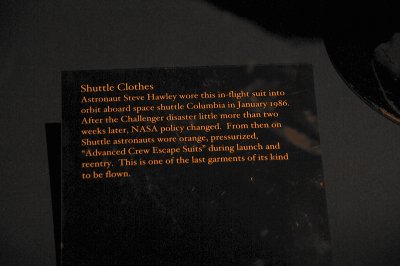 Shuttle Clothes
Astronaut Steve Hawley wore this in-flight suit into
orbit aboard space shuttle Columbia in January 1986.
After the Challenger disaster little more than two
weeks later, NASA policy changed.  From then on
Shuttle astronauts wore orange, pressurized,
“Advanced Crew Escape Suits” during launch and
reentry.  This is one of the last garments of its kind
to be flown.